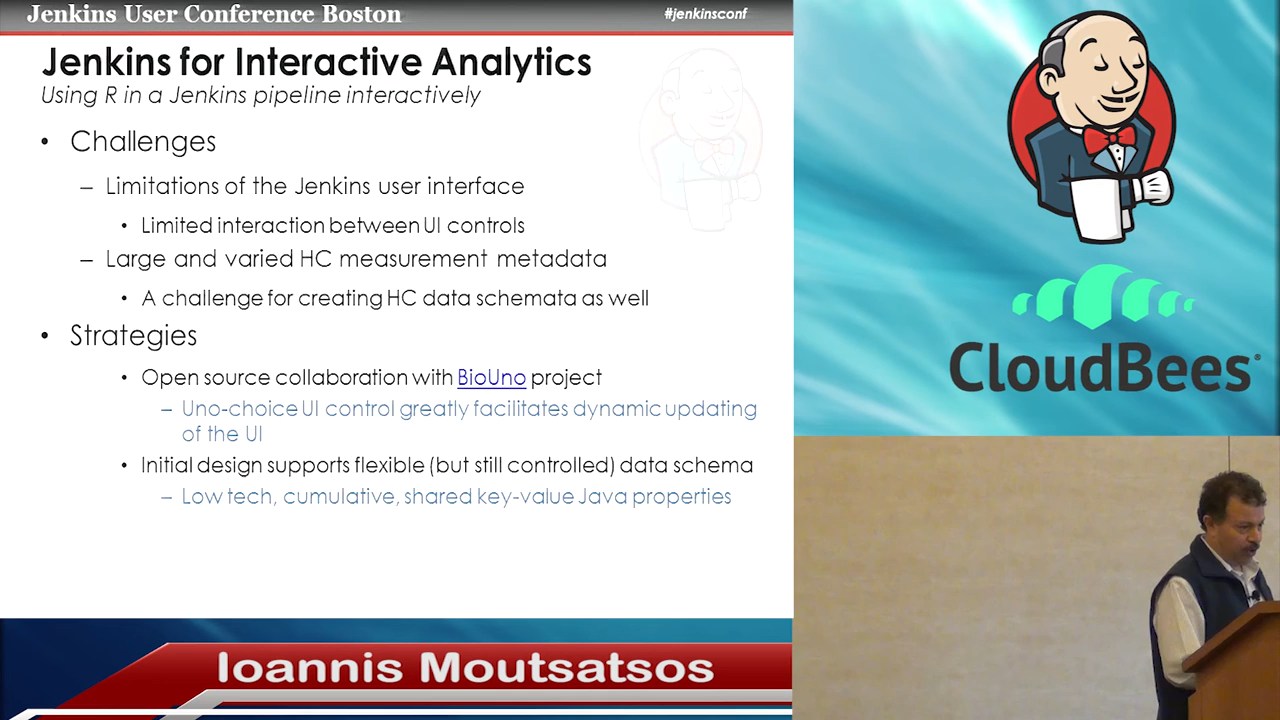 Jenkins User Conference Boston
#jenkinsconf
Jenkins for Interactive Analytics
Using R in a Jenkins pipeline interactively
• Challenges
– Limitations of the Jenkins user interface
• Limited interaction between UI controls
– Large and varied HC measurement metadata
• A challenge for creating HC data schemata as well
• Strategies
• Open source collaboration with BioUno project
– Uno-choice UI control greatly facilitates dynamic updating
of the UI
• Initial design supports flexible (but still controlled) data schema
– Low tech, cumulative, shared key-value Java properties
CloudBees®
Ioannis Moutsatsos